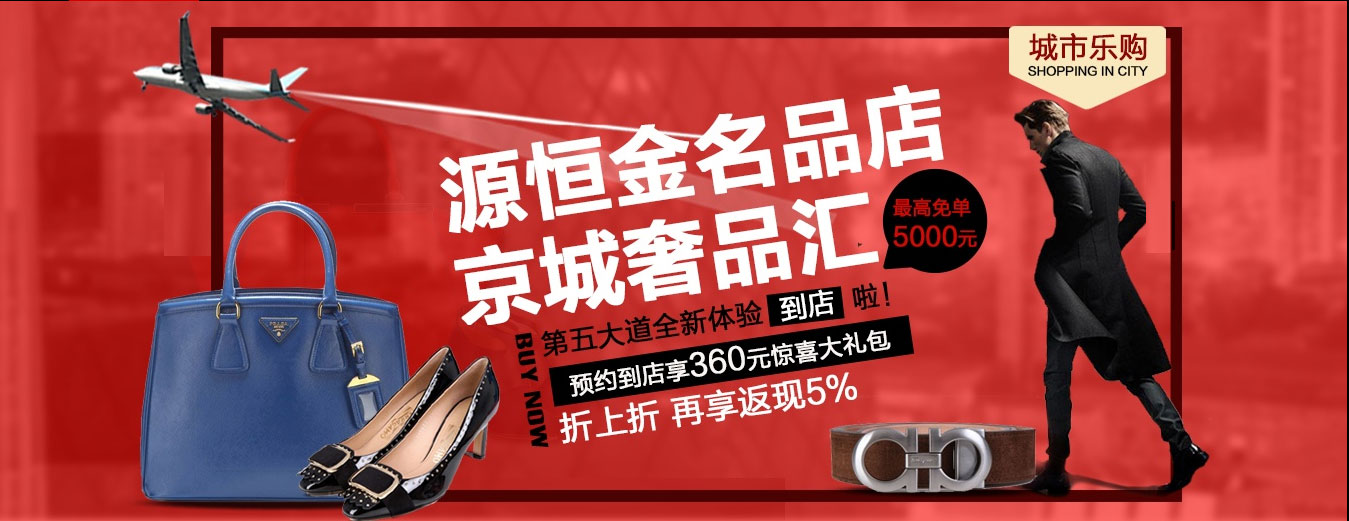 城市乐购
SHOPPING IN CITY
源恒金名品店
京城奢品汇
最高免单
5000元
第五大道全新体验 到店 啦!
BUY NOW
预约到店享360元惊喜大礼包
折上折 再享返现5%
PRADA